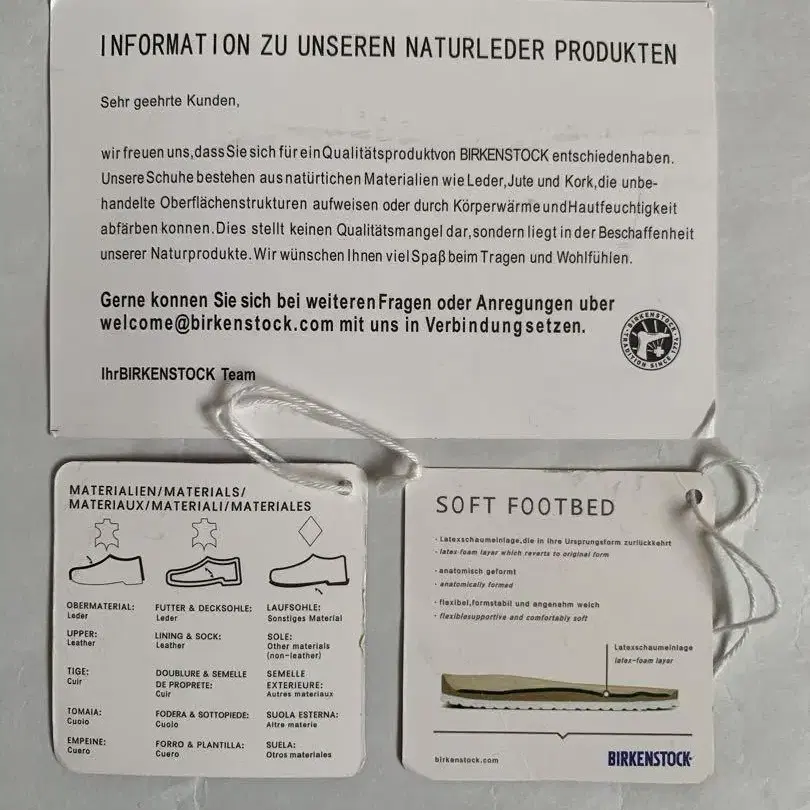 INFORMATION ZU UNSEREN NATURLEDER PRODUKTEN
Sehr geehrte Kunden,
wir freuen uns,dass Sie sich für ein Qualitätsproduktvon BIRKENSTOCK entschiedenhaben.
Unsere Schuhe bestehen aus natürtichen Materialien wie Leder,Jute und Kork,die unbe-
handelte Oberflächenstrukturen aufweisen oder durch Körperwärme und Hautfeuchtigkeit
abfärben konnen.Dies stellt keinen Qualitätsmangel dar,sondern liegt in der Beschaffenheit
unserer Naturprodukte.Wir wünschen Ihnen viel Spaβ beim Tragen und Wohlfühlen.
Gerne konnen Sie sich bei weiteren Fragen oder Anregungen uber
welcome@birkenstock.com mit uns in Verbindung setzen.
BIRKENSTOCK
TRADITION SINCE 1774
IhrBIRKENSTOCK Team
MATERIALIEN/MATERIALS/
MATERIAUX/MATERIALI/MATERIALES
OBERMATERIAL:
Leder
UPPER:
Leather
TIGE:
Cuir
TOMAIA:
Cuoio
EMPEINE:
Cuero
FUTTER & DECKSOHLE:
Leder
LINING & SOCK:
Leather
DOUBLURE & SEMELLE
DE PROPRETE:
Cuir
FODERA & SOTTOPIEDE:
Cuolo
FORRO & PLANTILLA:
Cuero
LAUFSOHLE:
Sonstiges Material
SOLE:
Other materials
(non-leather)
SEMELLE
EXTERIEURE:
Autres materiaux
SUOLA ESTERNA:
Altre materie
SUELA:
Otros materiales
SOFT FOOTBED
· Latexschaumeinlage,die in ihre Ursprungsform zurlückkehrt
· latex foam layer which reverts to original form
· anatomisch geformt
· anatomically formed
· flexibel,formstabil und angenehm weich
· flexiblesupportive and comfortably soft
Latexschaumeinlage
latex-foam layer
birkenstock.com
BIRKENSTOCK